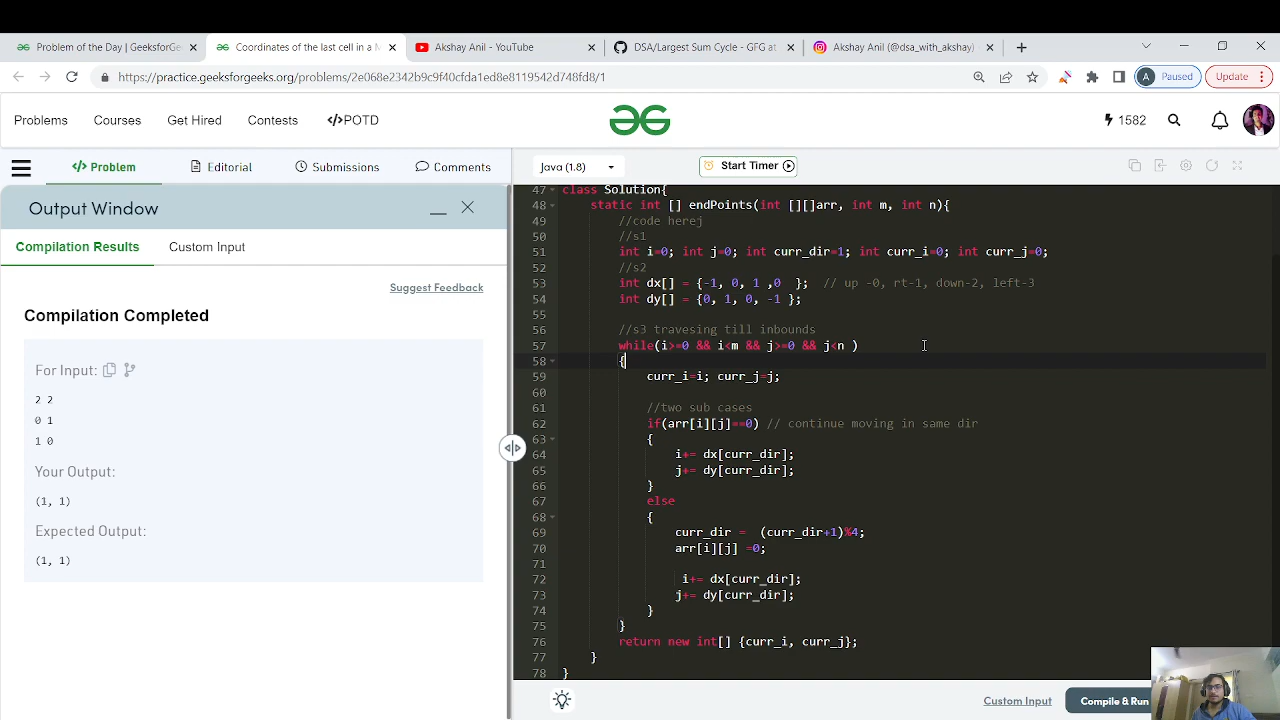 Problem of the Da | GeeksforGeeks
Coordinates of the last cell in a M
Akshay Anil - YouTube
DSA/Largest Sum Cycle - GFG at
Akshay Anil (@dsa_with_akshay)
https://practice.geeksforgeeks.org/problems/2e068e2342b9c9f40cfda1ed8e8119542d748fd8/1
A Paused
Update
Problems Courses Get Hired Contests </>POTD
1582
</> Problem Editorial Submissions Comments
Java (1.8) Start Timer
Output Window
Compilation Results Custom Input
Suggest Feedback
Compilation Completed
For Input:
2 2
0 1
1 0
Your Output:
(1, 1)
Expected Output:
(1, 1)
47 class Solution{
48 static int [] endPoints(int [][]arr, int m, int n){
49 //code herej
50 //s1
51 int i=0; int j=0; int curr_dir=1; int curr_i=0; int curr_j=0;
52 //s2
53 int dx[] = {-1, 0, 1 ,0 }; // up -0, rt-1, down-2, left-3
54 int dy[] = {0, 1, 0, -1 };
55
56 //s3 travesing till inbounds
57 while(i>=0 && i<m && j>=0 && j<n )
58 {
59 curr_i=i; curr_j=j;
60
61 //two sub cases
62 if(arr[i][j]==0) // continue moving in same dir
63 {
64 i+= dx[curr_dir];
65 j+= dy[curr_dir];
66 }
67 else
68 {
69 curr_dir = (curr_dir+1)%4;
70 arr[i][j] =0;
71
72 i+= dx[curr_dir];
73 j+= dy[curr_dir];
74 }
75 }
76 return new int[] {curr_i, curr_j};
77 }
78 }
Custom Input
Compile & Run